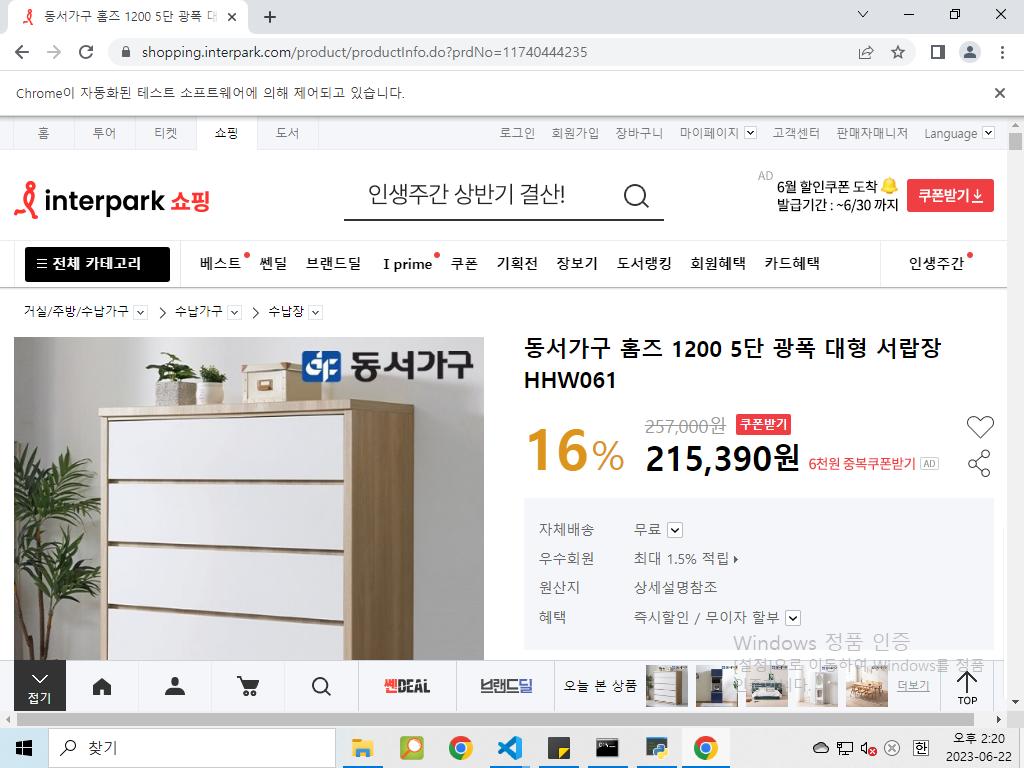 동서가구 홈즈 1200 5단 광폭 대
shopping.interpark.com/product/productInfo.do?prdNo=11740444235
Chrome이 자동화된 테스트 소프트웨어에 의해 제어되고 있습니다.
홈 투어 티켓 쇼핑 도서 로그인 회원가입 장바구니 마이페이지 고객센터 판매자매니저 Language
interpark 쇼핑
인생주간 상반기 결산!
AD
6월 할인쿠폰 도착
발급기간 : ~6/30 까지
쿠폰받기
전체 카테고리 베스트 쎈딜 브랜드딜 I prime 쿠폰 기획전 장보기 도서랭킹 회원혜택 카드혜택 인생주간
거실/주방/수납가구 수납가구 수납장
동서가구
동서가구 홈즈 1200 5단 광폭 대형 서랍장
HHW061
16%
257,000원 쿠폰받기
215,390원 6천원 중복쿠폰받기 AD
자체배송 무료
우수회원 최대 1.5% 적립
원산지 상세설명참조
혜택 즉시할인 / 무이자 할부
Windows 정품 인증
[설정]으로 이동하여 Windows를 정품
인증합니다.
접기
쎈DEAL
브랜드딜
오늘 본 상품
더보기
TOP
찾기
한
오후 2:20
2023-06-22